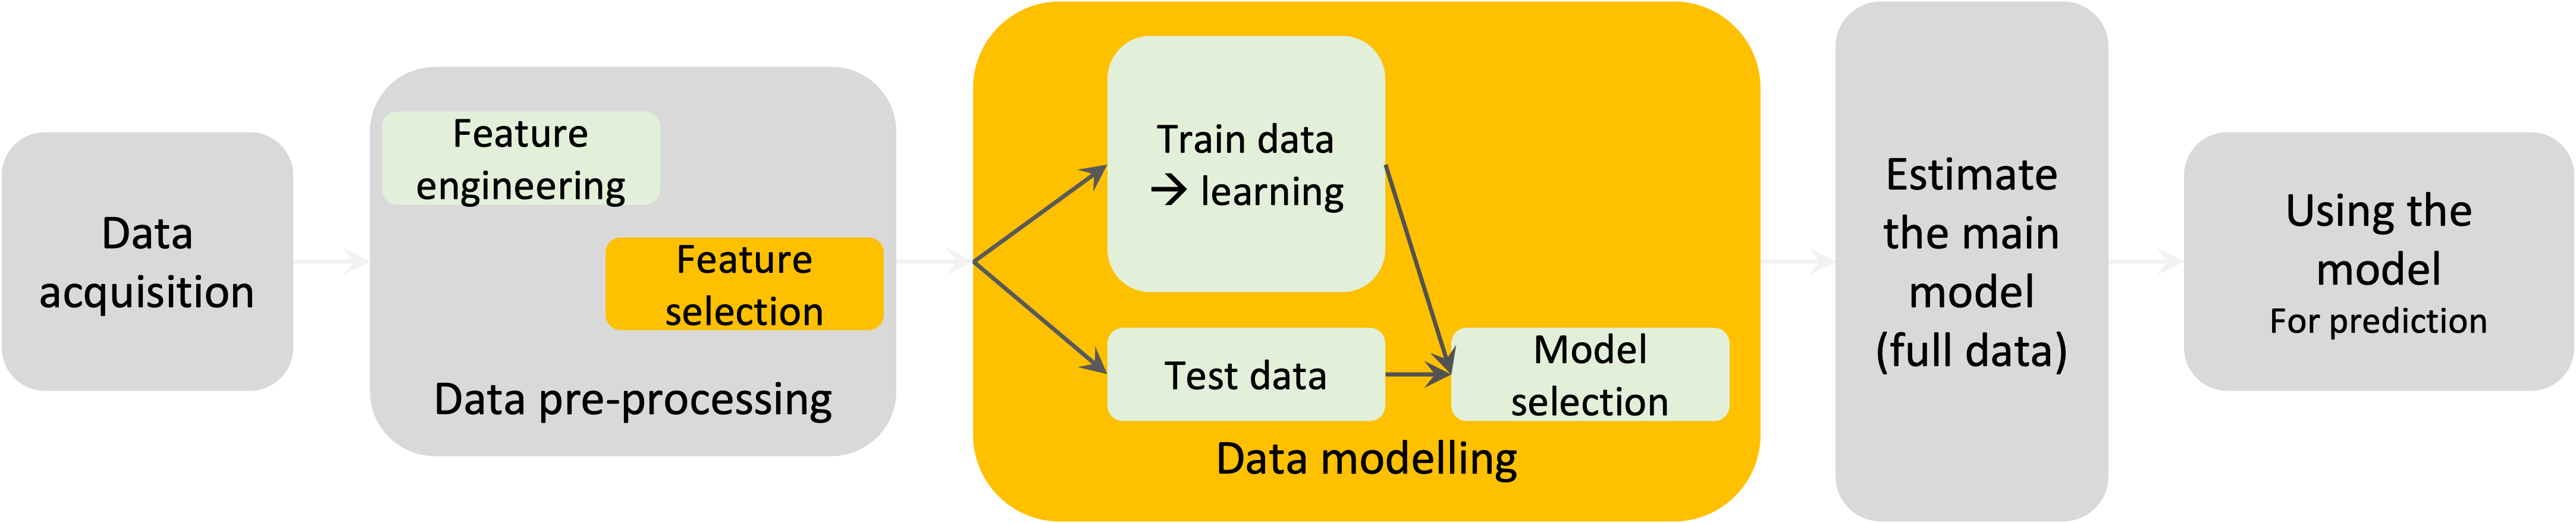 Data
acquisition
Feature
engineering
Feature
selection
Data pre-processing
Train data
→ learning
Test data
Model
selection
Data modelling
Estimate
the main
model
(full data)
Using the
model
For prediction